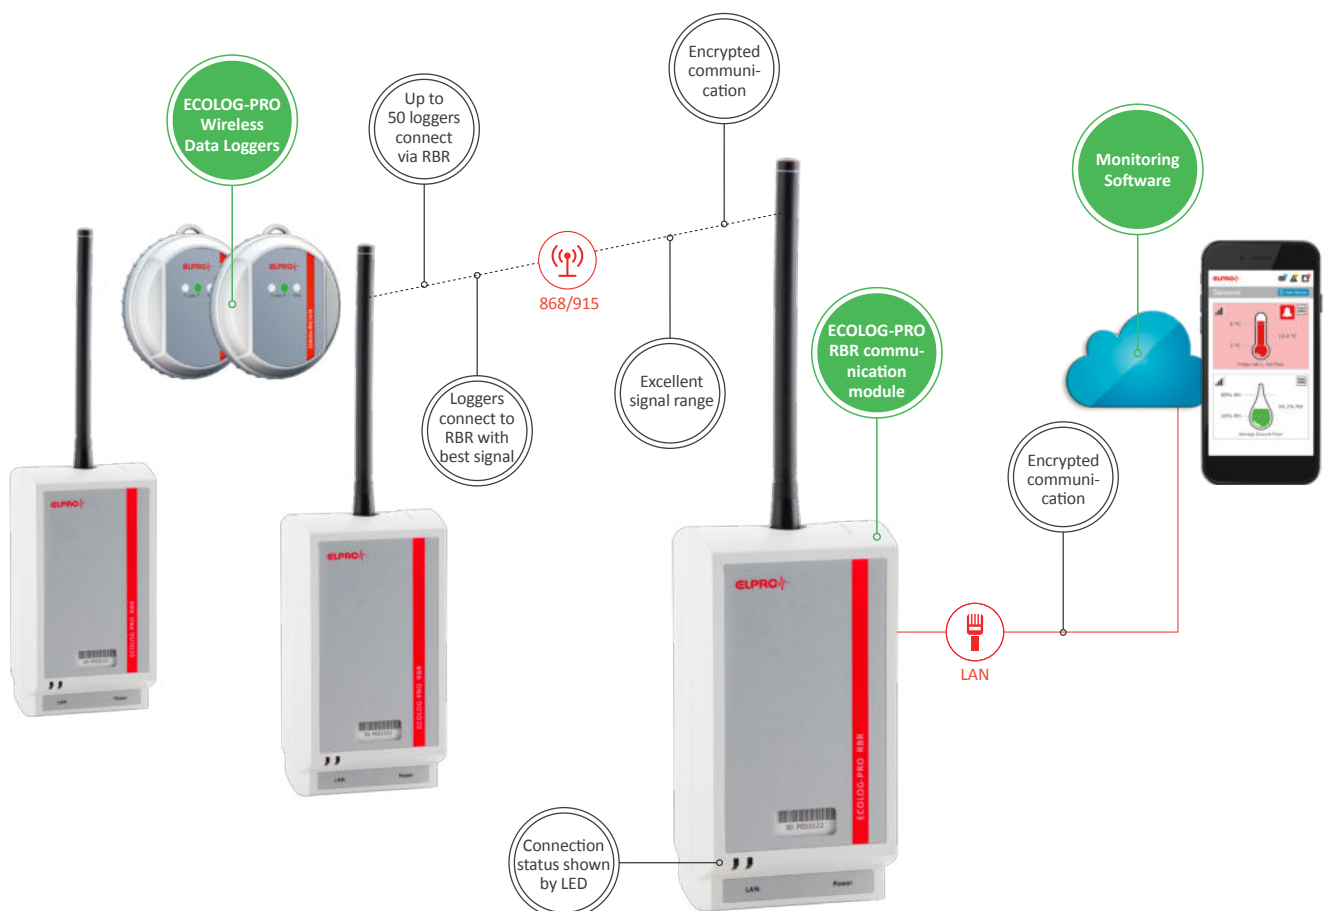 ECOLOG-PRO
Wireless
Data Loggers
Up to
50 loggers
connect
via RBR
Encrypted
communi-
cation
Monitoring
Software
868/915
Loggers
connect to
RBR with
best signal
Excellent
signal range
ECOLOG-PRO
RBR commu-
nication
module
Encrypted
communi-
cation
LAN
Connection
status shown
by LED
ELPRO
ELPRO
ELPRO
ECOLOG-PRO RBR
LAN
Power
ELPRO
ECOLOG-PRO RBR
LAN
Power
ELPRO
ECOLOG-PRO RBR
LAN
Power
ELPRO
Sensors